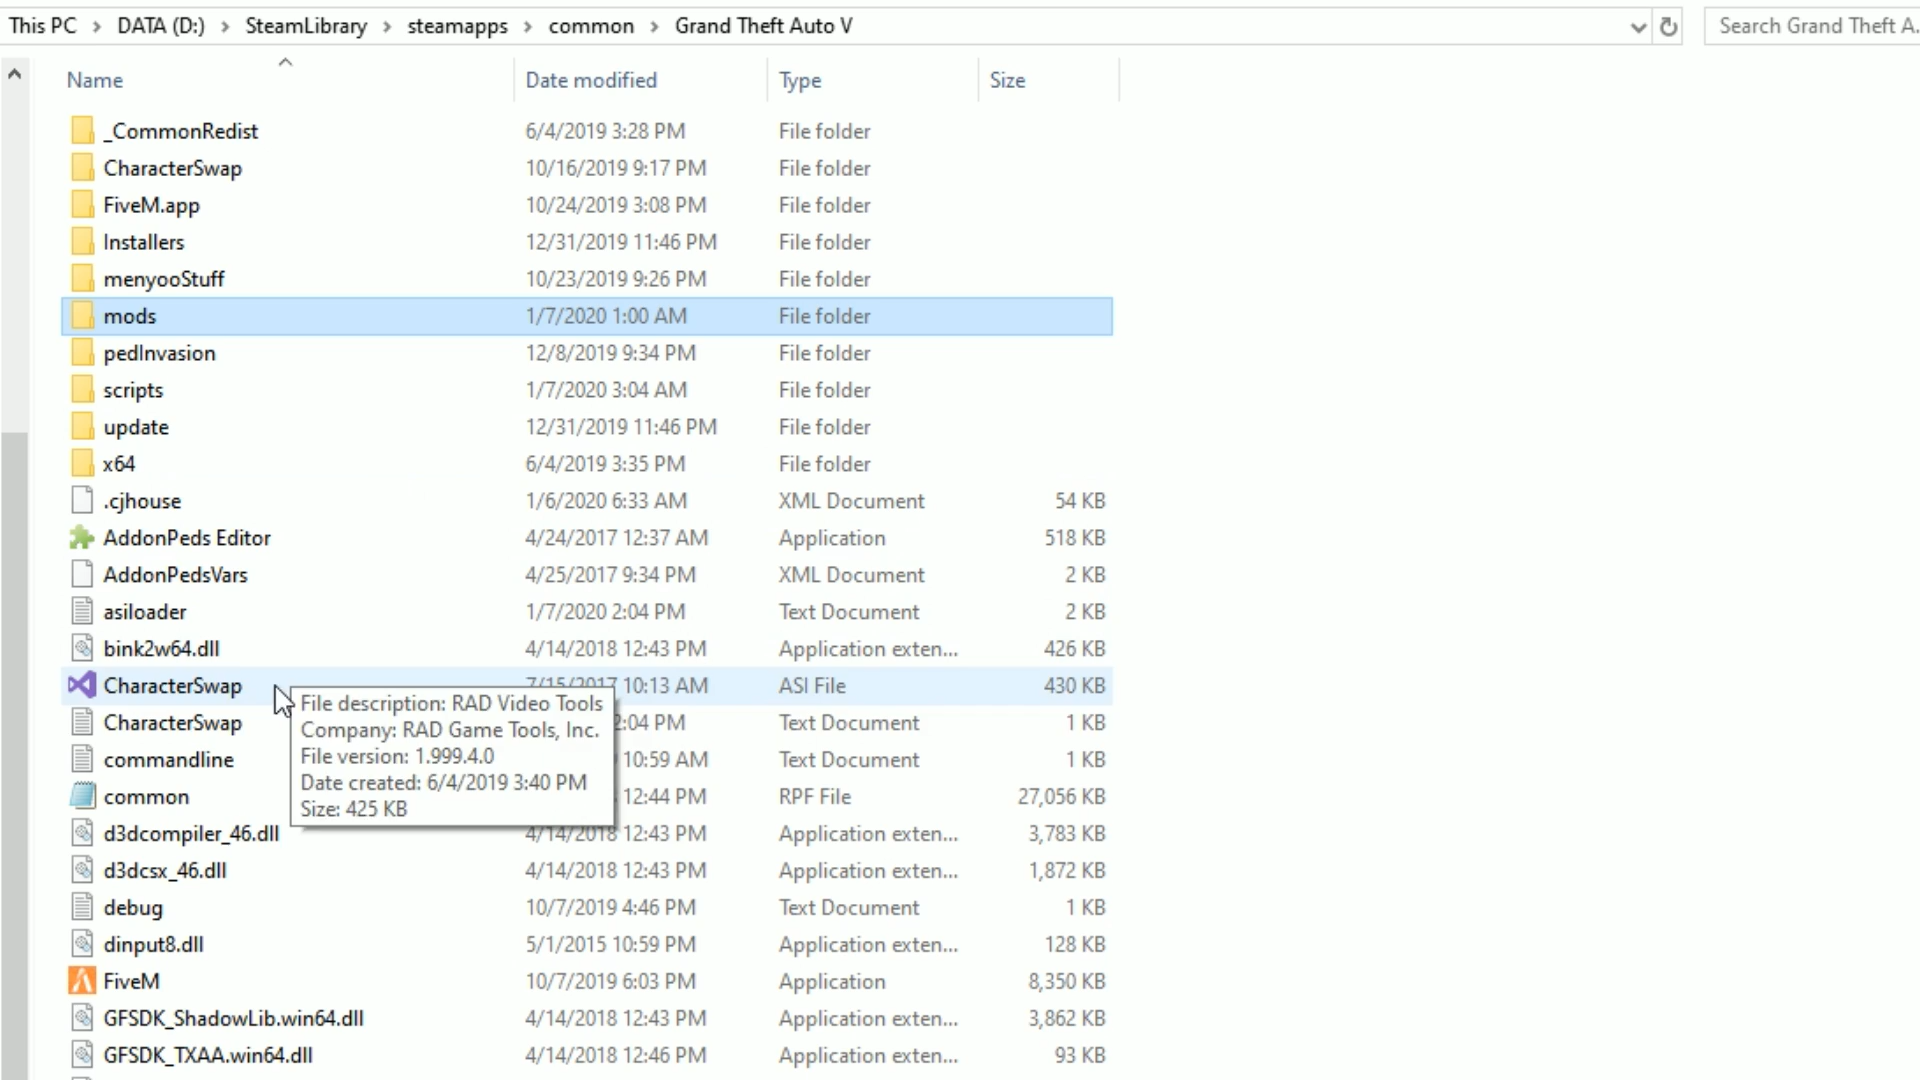 This PC > DATA (D:) > SteamLibrary > steamapps > common > Grand Theft Auto V
Search Grand Theft A.
Name Date modified Type Size
_CommonRedist 6/4/2019 3:28 PM File folder
CharacterSwap 10/16/2019 9:17 PM File folder
FiveM.app 10/24/2019 3:08 PM File folder
Installers 12/31/2019 11:46 PM File folder
menyooStuff 10/23/2019 9:26 PM File folder
mods 1/7/2020 1:00 AM File folder
pedInvasion 12/8/2019 9:34 PM File folder
scripts 1/7/2020 3:04 AM File folder
update 12/31/2019 11:46 PM File folder
x64 6/4/2019 3:35 PM File folder
.cjhouse 1/6/2020 6:33 AM XML Document 54 KB
AddonPeds Editor 4/24/2017 12:37 AM Application 518 KB
AddonPedsVars 4/25/2017 9:34 PM XML Document 2 KB
asiloader 1/7/2020 2:04 PM Text Document 2 KB
bink2w64.dll 4/14/2018 12:43 PM Application exten... 426 KB
CharacterSwap 7/15/2017 10:13 AM ASI File 430 KB
File description: RAD Video Tools
CharacterSwap 2:04 PM Text Document 1 KB
Company: RAD Game Tools, Inc.
commandline 10:59 AM Text Document 1 KB
File version: 1.999.4.0
Date created: 6/4/2019 3:40 PM
common 12:44 PM RPF File 27,056 KB
Size: 425 KB
d3dcompiler_46.dll 4/14/2018 12:43 PM Application exten... 3,783 KB
d3dcsx_46.dll 4/14/2018 12:43 PM Application exten... 1,872 KB
debug 10/7/2019 4:46 PM Text Document 1 KB
dinput8.dll 5/1/2015 10:59 PM Application exten... 128 KB
FiveM 10/7/2019 6:03 PM Application 8,350 KB
GFSDK_ShadowLib.win64.dll 4/14/2018 12:43 PM Application exten... 3,862 KB
GFSDK_TXAA.win64.dll 4/14/2018 12:46 PM Application exten... 93 KB